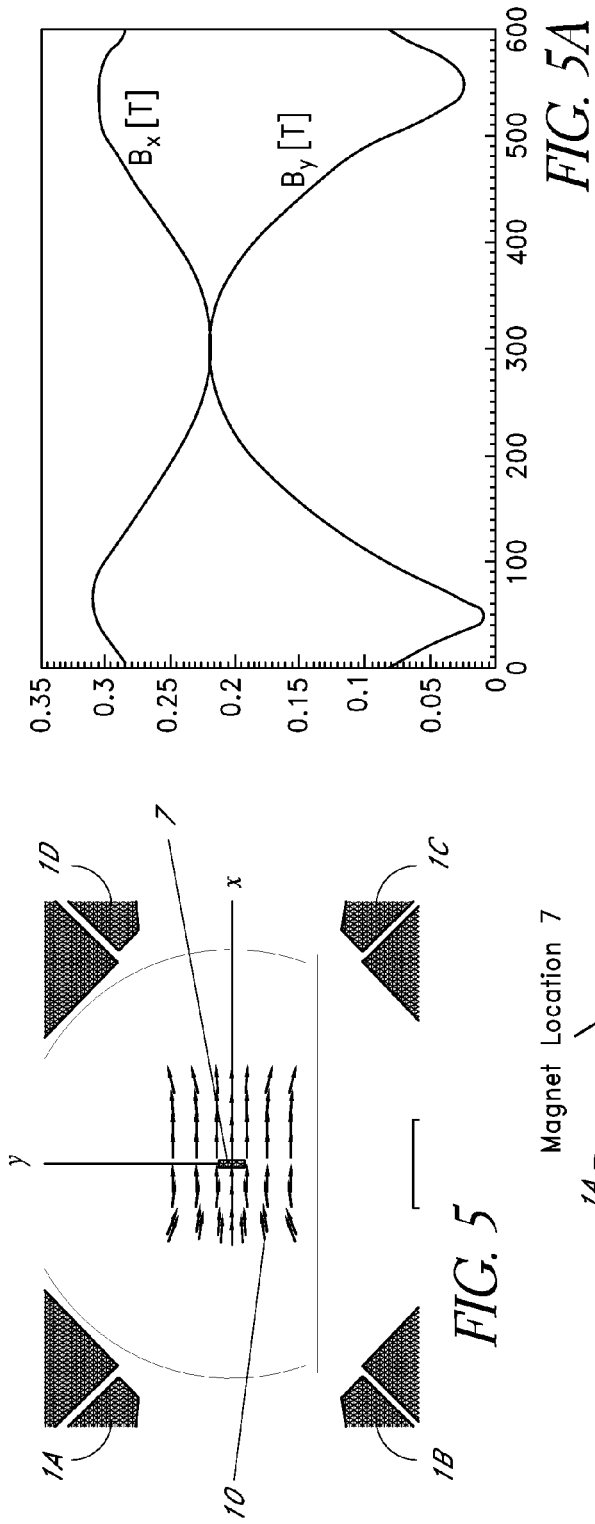 y
1D
7
1A
x
10
1B
1C
FIG. 5
Magnet Location 7
1A
0.35
0.3
0.25
0.2
0.15
0.1
0.05
0
0 100 200 300 400 500 600
Bx [T]
By [T]
FIG. 5A